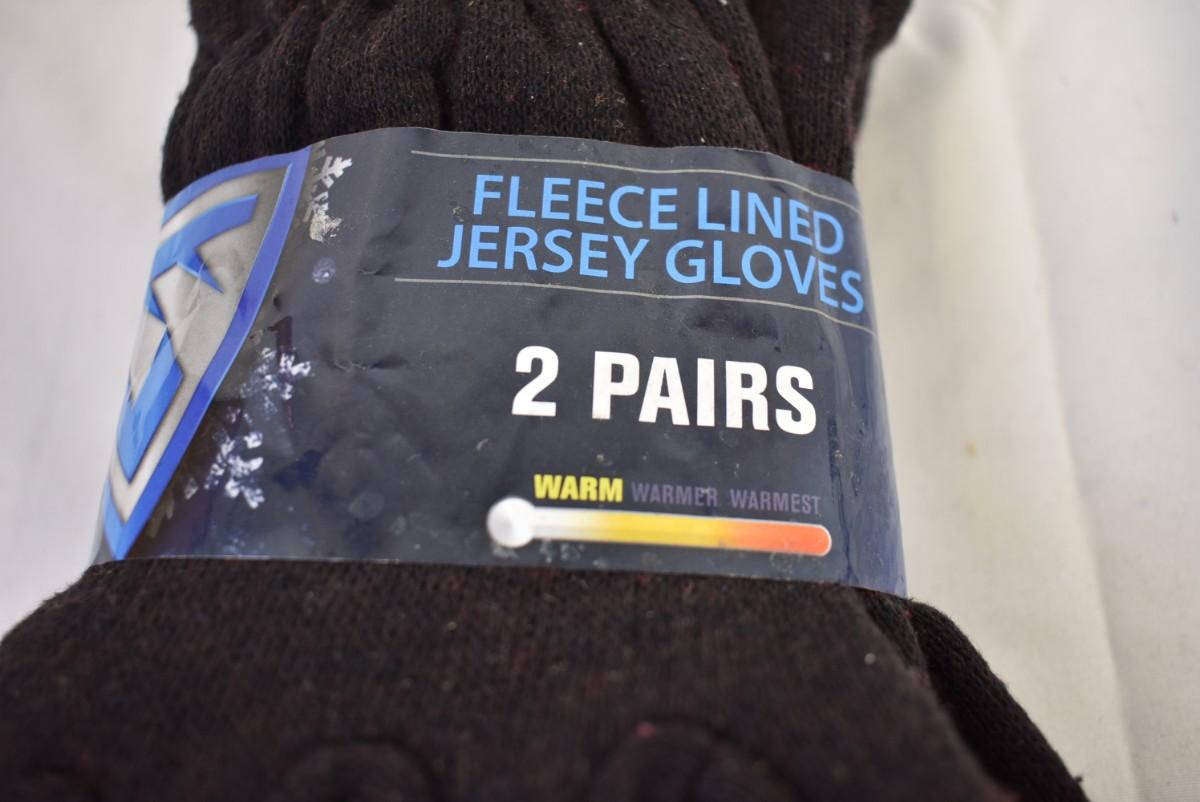 FLEECE LINED
JERSEY GLOVES
2 PAIRS
WARM WARMER WARMEST